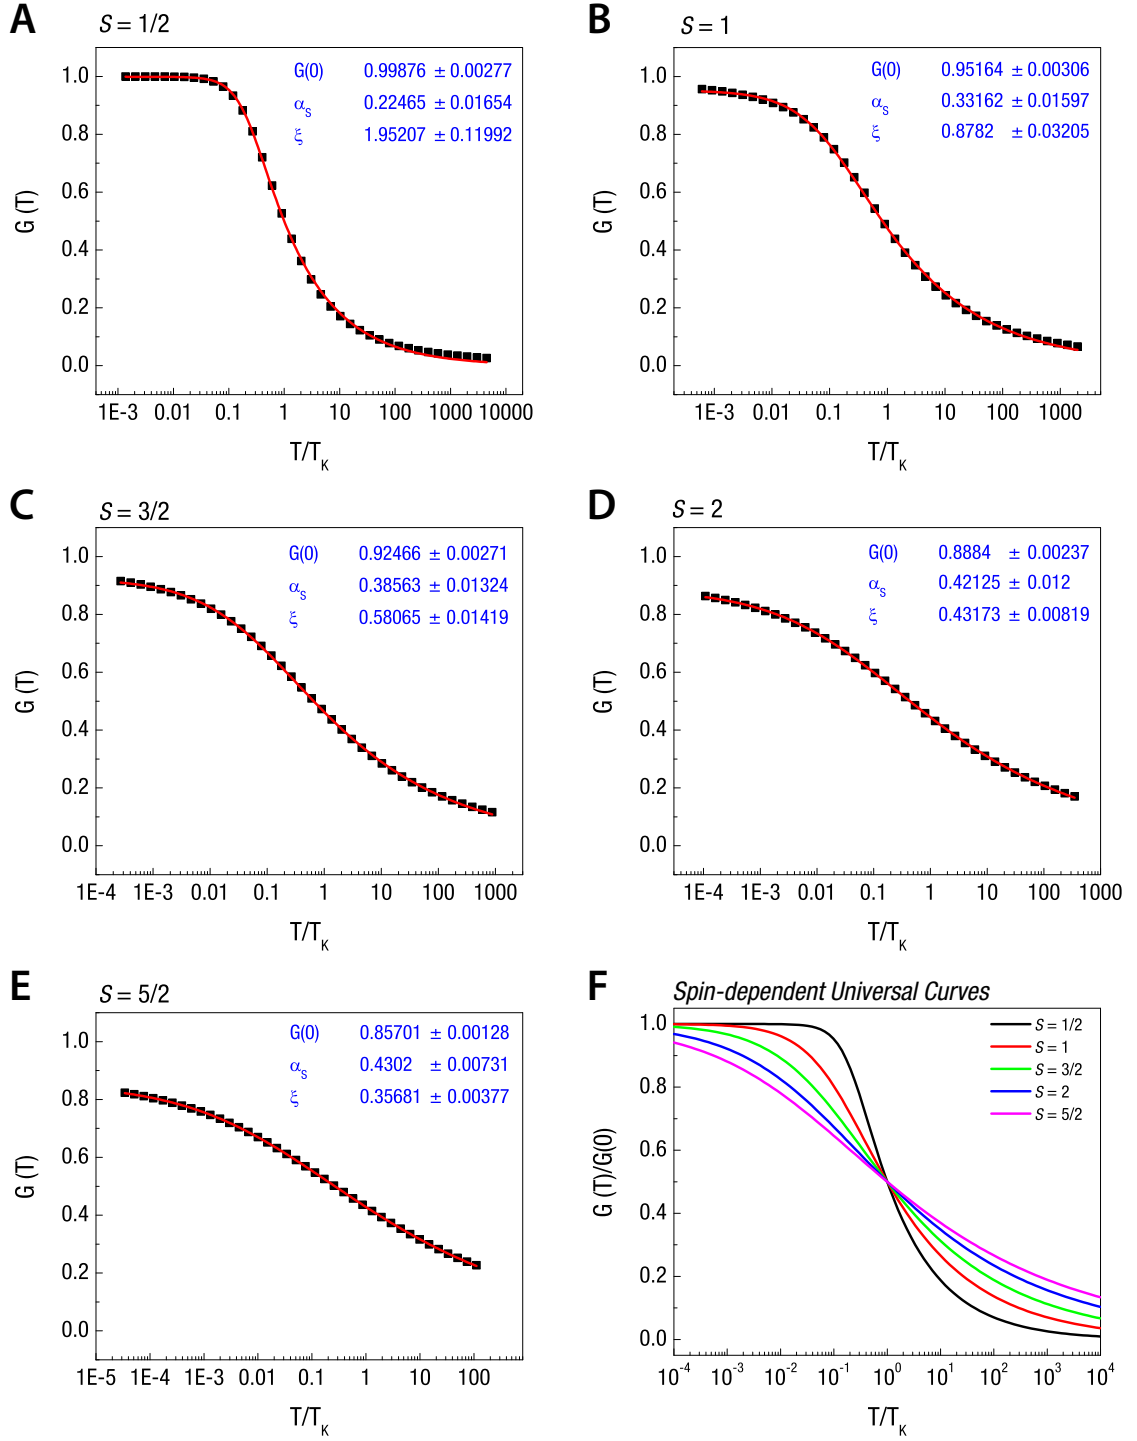 A
S = 1/2
G(0) 0.99876 ± 0.00277
αS 0.22465 ± 0.01654
ξ 1.95207 ± 0.11992
1.0
0.8
0.6
0.4
0.2
0.0
G (T)
1E-3 0.01 0.1 1 10 100 1000 10000
T/TK
B
S = 1
G(0) 0.95164 ± 0.00306
αS 0.33162 ± 0.01597
ξ 0.8782 ± 0.03205
1.0
0.8
0.6
0.4
0.2
0.0
G (T)
1E-3 0.01 0.1 1 10 100 1000
T/TK
C
S = 3/2
G(0) 0.92466 ± 0.00271
αS 0.38563 ± 0.01324
ξ 0.58065 ± 0.01419
1.0
0.8
0.6
0.4
0.2
0.0
G (T)
1E-4 1E-3 0.01 0.1 1 10 100 1000
T/TK
D
S = 2
G(0) 0.8884 ± 0.00237
αS 0.42125 ± 0.012
ξ 0.43173 ± 0.00819
1.0
0.8
0.6
0.4
0.2
0.0
G (T)
1E-4 1E-3 0.01 0.1 1 10 100 1000
T/TK
E
S = 5/2
G(0) 0.85701 ± 0.00128
αS 0.4302 ± 0.00731
ξ 0.35681 ± 0.00377
1.0
0.8
0.6
0.4
0.2
0.0
G (T)
1E-5 1E-4 1E-3 0.01 0.1 1 10 100
T/TK
F
Spin-dependent Universal Curves
S = 1/2
S = 1
S = 3/2
S = 2
S = 5/2
1.0
0.8
0.6
0.4
0.2
0.0
G (T)/G(0)
10^-4 10^-3 10^-2 10^-1 10^0 10^1 10^2 10^3 10^4
T/TK